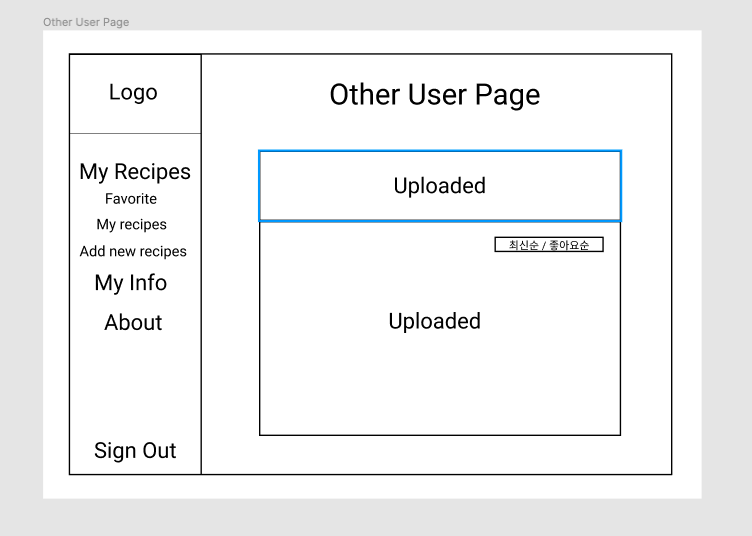 Other User Page
Logo
Other User Page
My Recipes
Favorite
My recipes
Add new recipes
My Info
About
Sign Out
Uploaded
최신순 / 좋아요순
Uploaded